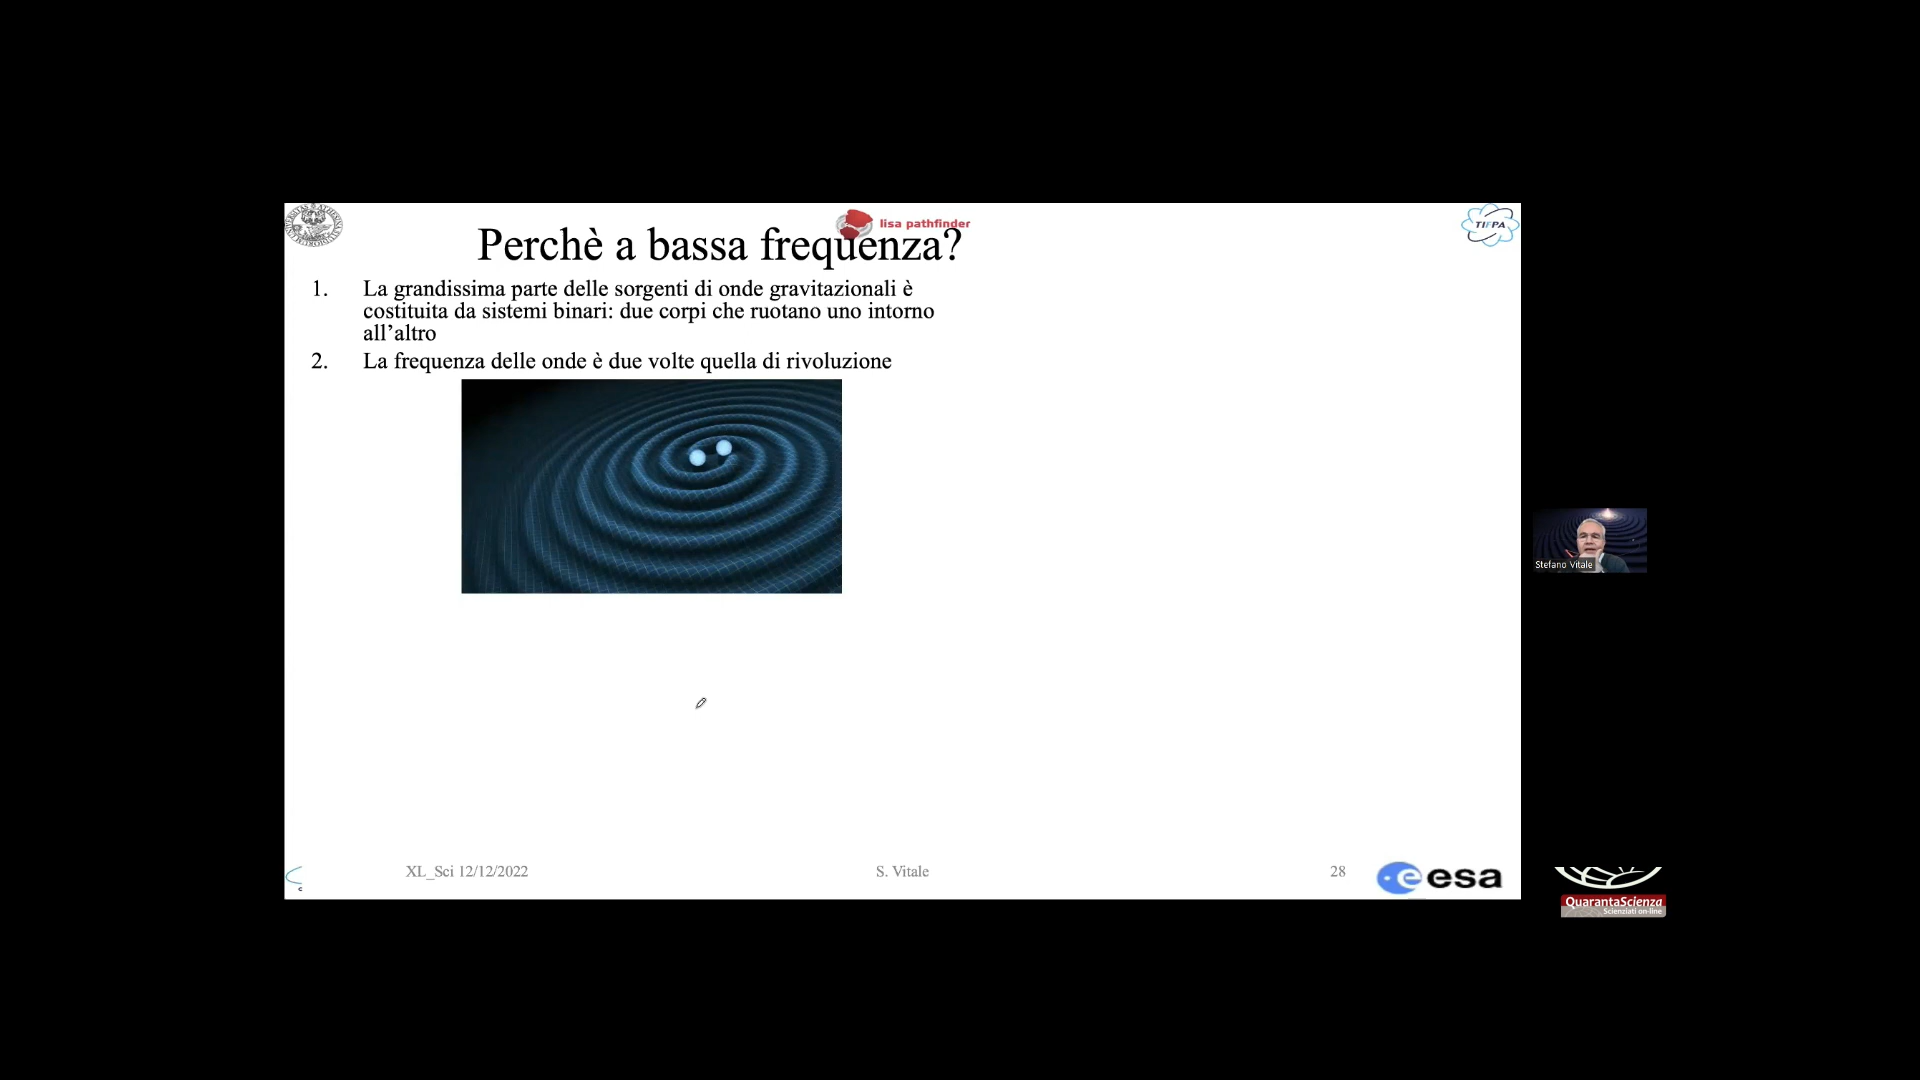 lisa pathfinder
TIFPA
Perchè a bassa frequenza?
1. La grandissima parte delle sorgenti di onde gravitazionali è
costituita da sistemi binari: due corpi che ruotano uno intorno
all’altro
2. La frequenza delle onde è due volte quella di rivoluzione
Stefano Vitale
XL_Sci 12/12/2022
S. Vitale
28
esa
QuarantaScienza
Scienziati on-line